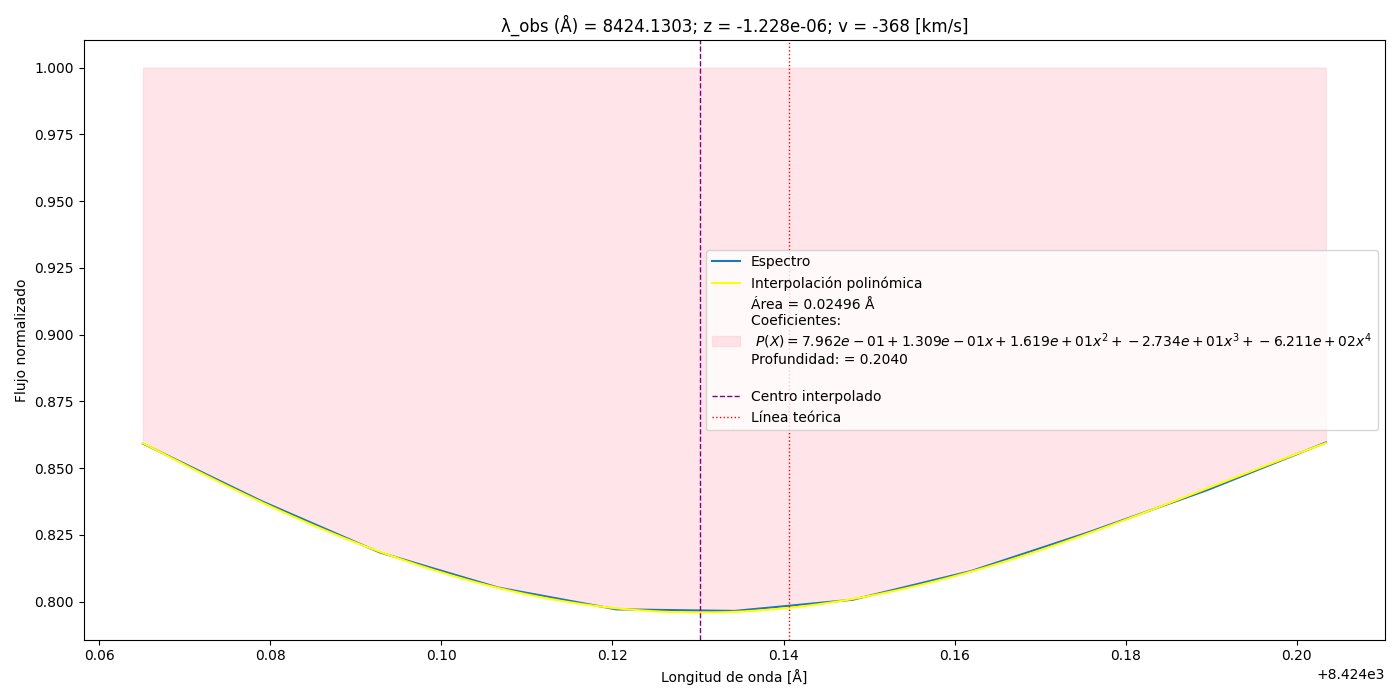 λ_obs (Å) = 8424.1303; z = -1.228e-06; v = -368 [km/s]
Flujo normalizado
1.000
0.975
0.950
0.925
0.900
0.875
0.850
0.825
0.800
Espectro
Interpolación polinómica
Área = 0.02496 Å
Coeficientes:
P(X) = 7.962e − 01 + 1.309e − 01x + 1.619e + 01x² + −2.734e + 01x³ + −6.211e + 02x⁴
Profundidad: = 0.2040
Centro interpolado
Línea teórica
0.06 0.08 0.10 0.12 0.14 0.16 0.18 0.20
+8.424e3
Longitud de onda [Å]